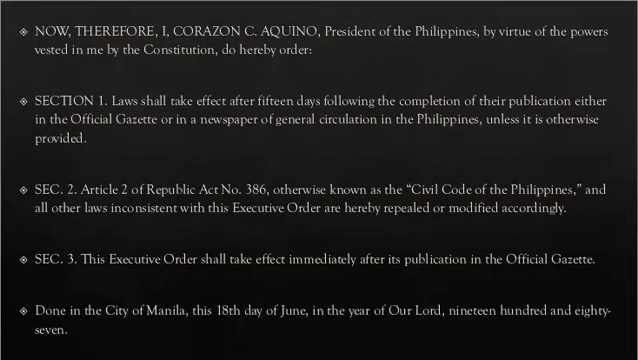 NOW, THEREFORE, I, CORAZON C. AQUINO, President of the Philippines, by virtue of the powers
vested in me by the Constitution, do hereby order:
SECTION 1. Laws shall take effect after fifteen days following the completion of their publication either
in the Official Gazette or in a newspaper of general circulation in the Philippines, unless it is otherwise
provided.
SEC. 2. Article 2 of Republic Act No. 386, otherwise known as the “Civil Code of the Philippines,” and
all other laws inconsistent with this Executive Order are hereby repealed or modified accordingly.
SEC. 3. This Executive Order shall take effect immediately after its publication in the Official Gazette.
Done in the City of Manila, this 18th day of June, in the year of Our Lord, nineteen hundred and eighty-
seven.